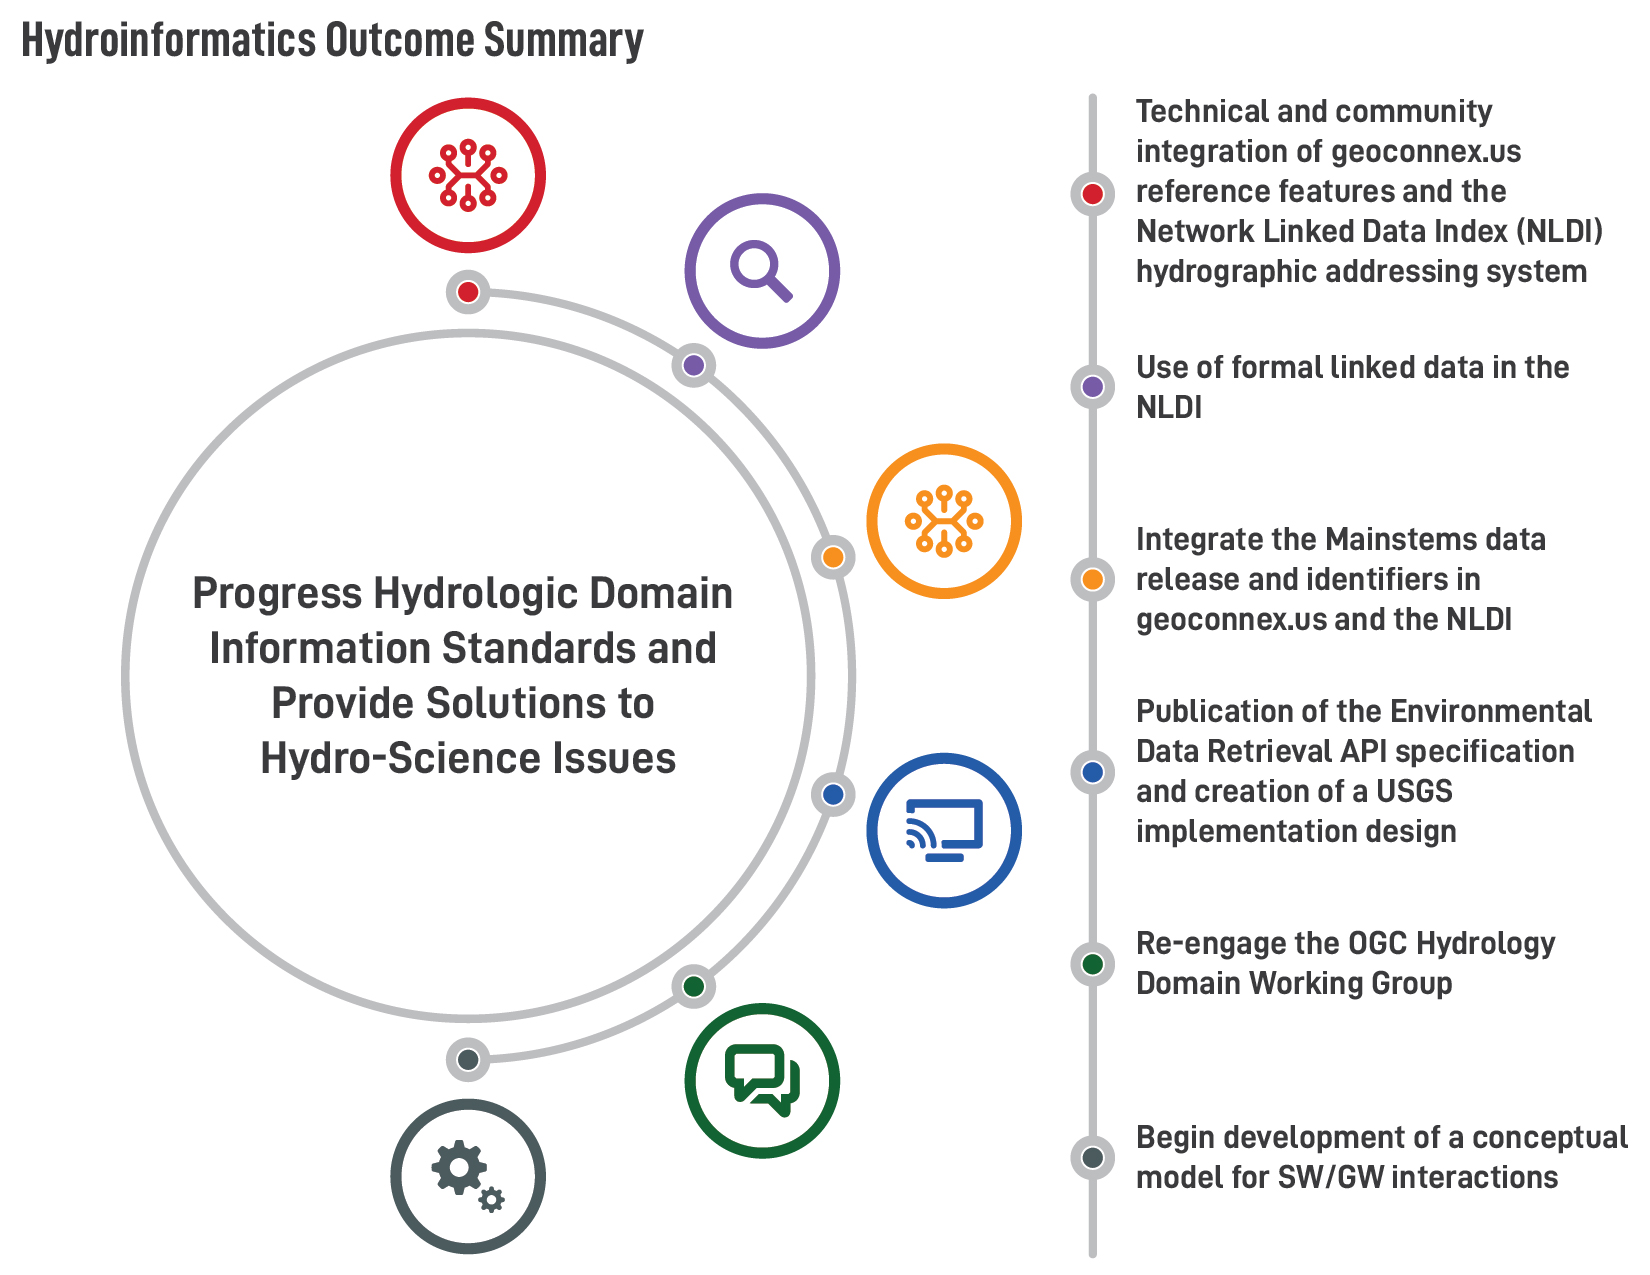 Hydroinformatics Outcome Summary
Progress Hydrologic Domain
Information Standards and
Provide Solutions to
Hydro-Science Issues
Technical and community
integration of geoconnex.us
reference features and the
Network Linked Data Index (NLDI)
hydrographic addressing system
Use of formal linked data in the
NLDI
Integrate the Mainstems data
release and identifiers in
geoconnex.us and the NLDI
Publication of the Environmental
Data Retrieval API specification
and creation of a USGS
implementation design
Re-engage the OGC Hydrology
Domain Working Group
Begin development of a conceptual
model for SW/GW interactions